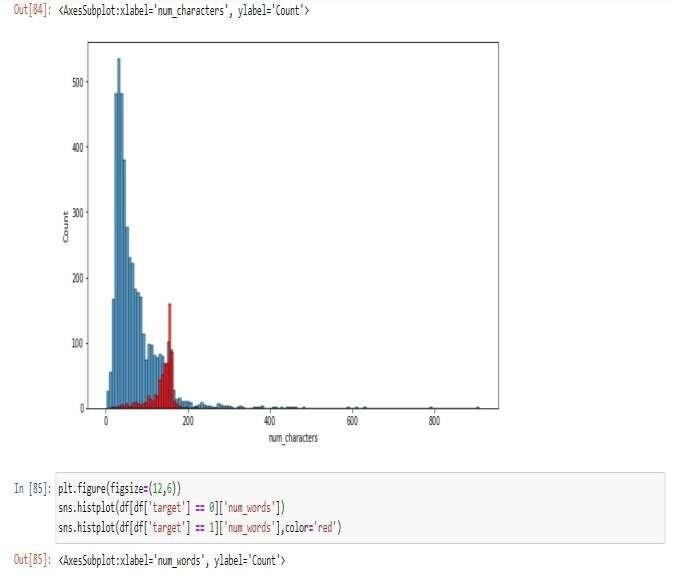 Out[84]: <AxesSubplot:xlabel='num_characters', ylabel='Count'>
500
400
300
200
100
0
Count
0 200 400 600 800
num_characters
In [85]: plt.figure(figsize=(12,6))
sns.histplot(df[df['target'] == 0]['num_words'])
sns.histplot(df[df['target'] == 1]['num_words'],color='red')
Out[85]: <AxesSubplot:xlabel='num_words', ylabel='Count'>